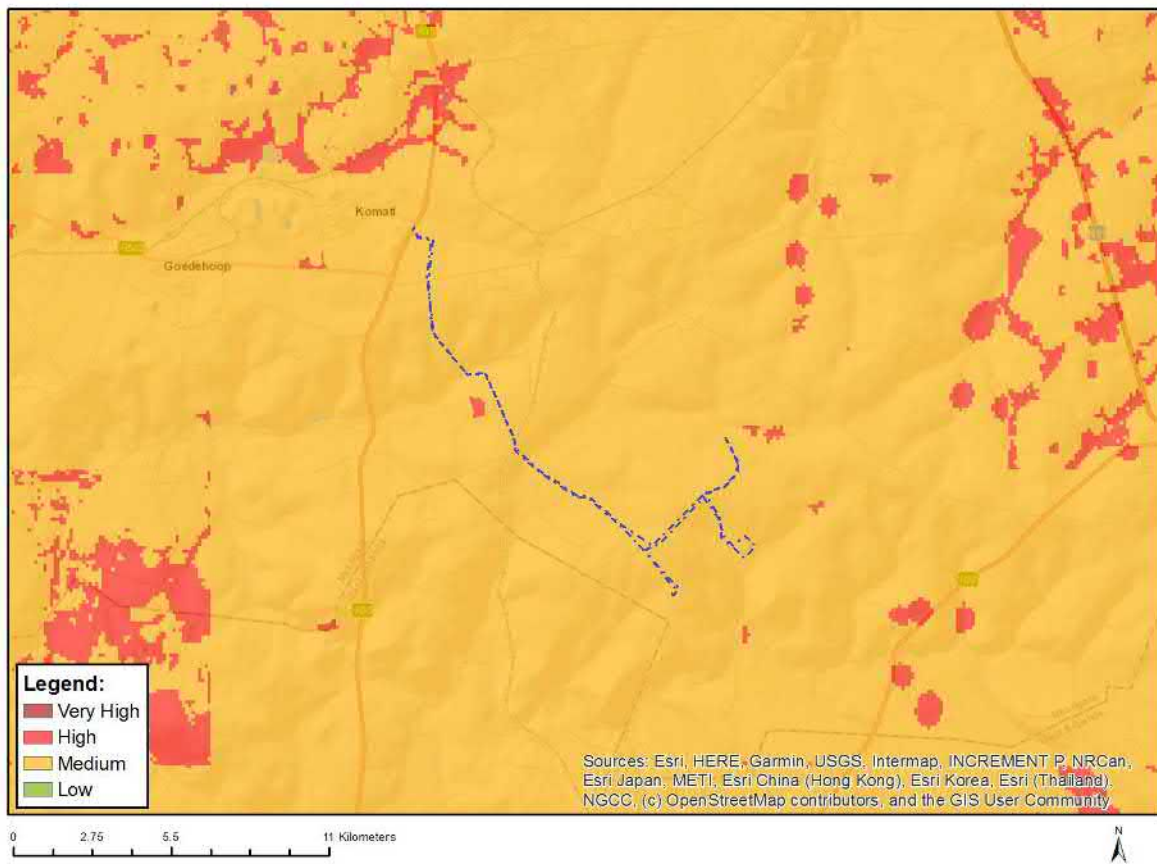 Komati
Goedehoop
Legend:
Very High
High
Medium
Low
Sources: Esri, HERE, Garmin, USGS, Intermap, INCREMENT P, NRCan,
Esri Japan, METI, Esri China (Hong Kong), Esri Korea, Esri (Thailand),
NGCC, (c) OpenStreetMap contributors, and the GIS User Community
0 2.75 5.5 11 Kilometers
N